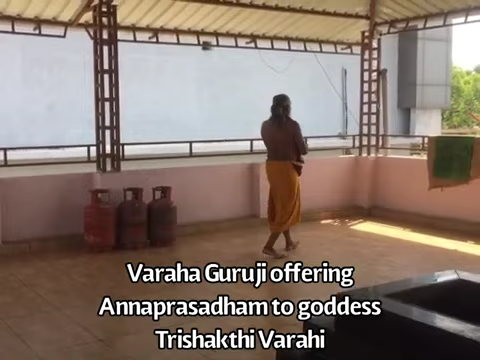 Varaha Guruji offering
Annaprasadham to goddess
Trishakthi Varahi